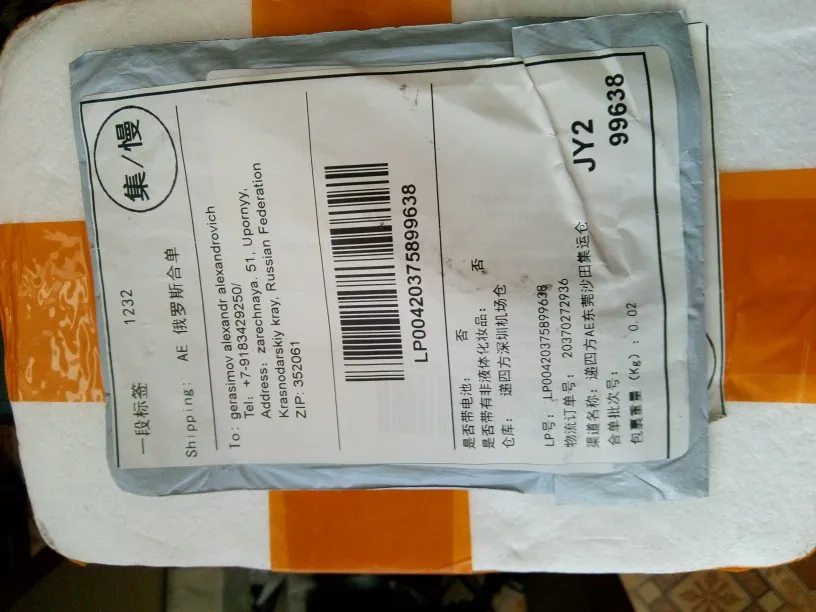 一段标签 1232 集/慢
Shipping: AE 俄罗斯合单
To: gerasimov alexandr alexandrovich
Tel: +7-9183429250/
Address: zarechnaya. 51, Upornyy,
Krasnodarskiy kray, Russian Federation
ZIP: 352061
LP00420375899638
是否带电池: 否
是否带有非液体化妆品: 否
仓库: 递四方深圳机场仓
LP号: LP00420375899638
物流订单号: 20370272936
渠道名称: 递四方AE东莞沙田集运仓
合单批次号:
包裹重量 (Kg): 0.02
JY2
99638